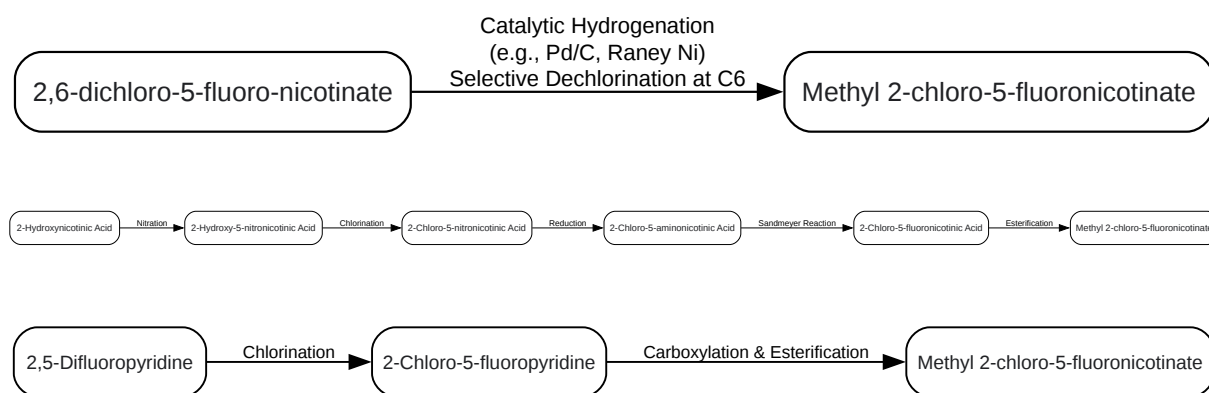 Catalytic Hydrogenation
(e.g., Pd/C, Raney Ni)
Selective Dechlorination at C6
2,6-dichloro-5-fluoro-nicotinate
Methyl 2-chloro-5-fluoronicotinate
2-Hydroxynicotinic Acid
Nitration
2-Hydroxy-5-nitronicotinic Acid
Chlorination
2-Chloro-5-nitronicotinic Acid
Reduction
2-Chloro-5-aminonicotinic Acid
Sandmeyer Reaction
2-Chloro-5-fluoronicotinic Acid
Esterification
Methyl 2-chloro-5-fluoronicotinate
2,5-Difluoropyridine
Chlorination
2-Chloro-5-fluoropyridine
Carboxylation & Esterification
Methyl 2-chloro-5-fluoronicotinate